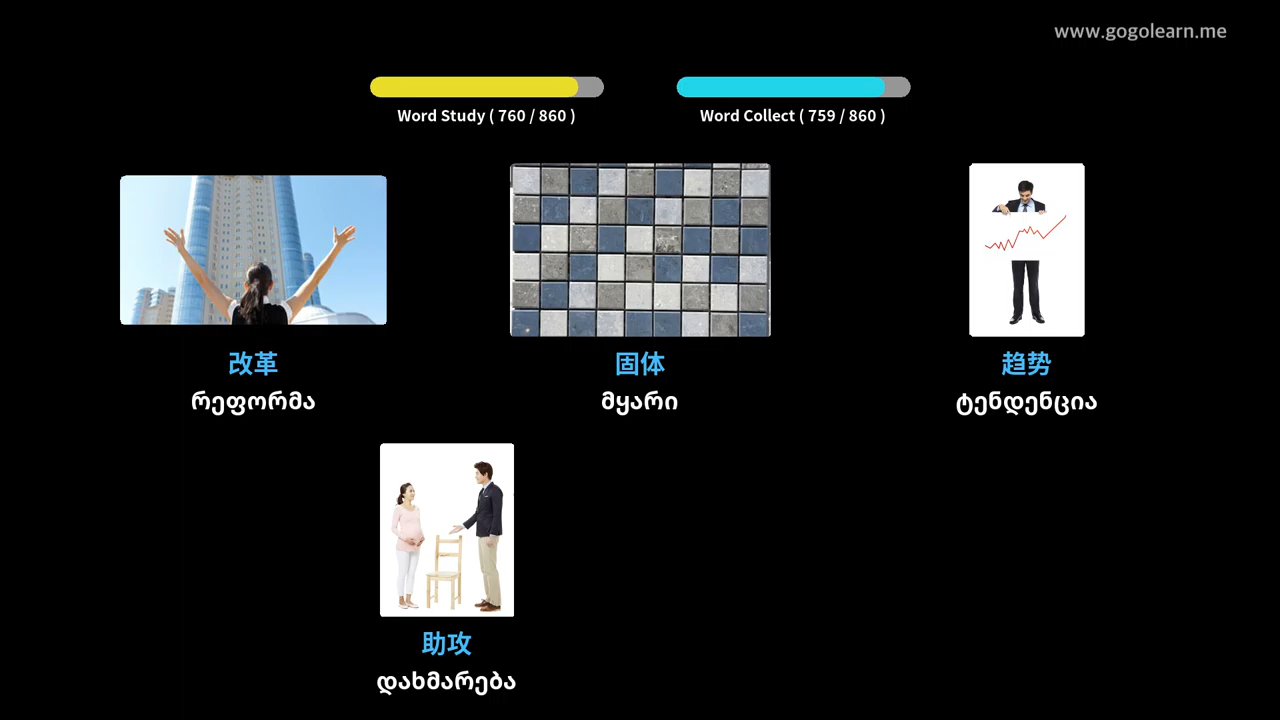 www.gogolearn.me
Word Study ( 760 / 860 )
Word Collect ( 759 / 860 )
改革
რეფორმა
固体
მყარი
趋势
ტენდენცია
助攻
დახმარება